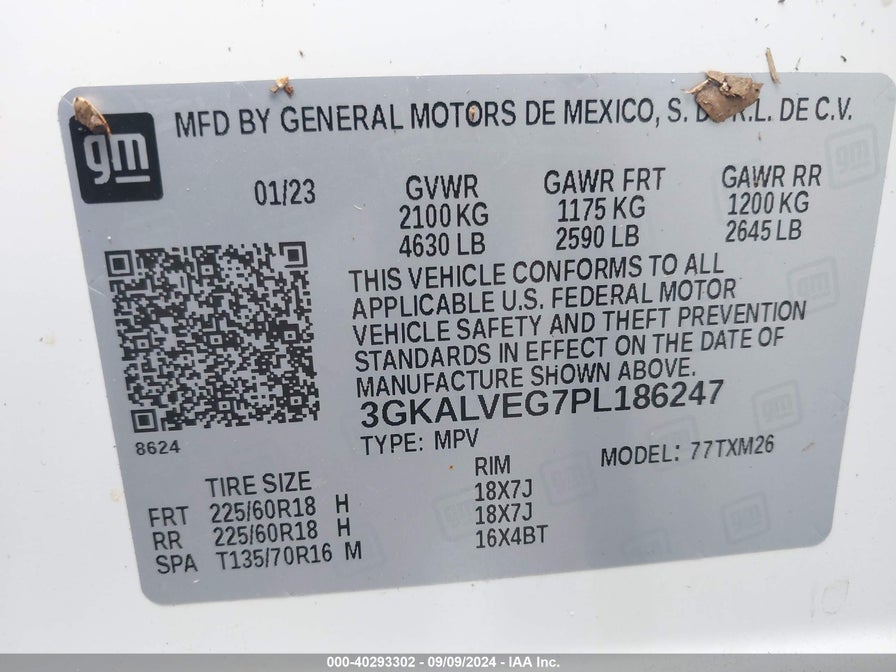 gm
MFD BY GENERAL MOTORS DE MEXICO, S. DE R.L. DE C.V.
01/23
GVWR
2100 KG
4630 LB
GAWR FRT
1175 KG
2590 LB
GAWR RR
1200 KG
2645 LB
THIS VEHICLE CONFORMS TO ALL
APPLICABLE U.S. FEDERAL MOTOR
VEHICLE SAFETY AND THEFT PREVENTION
STANDARDS IN EFFECT ON THE DATE OF
MANUFACTURE SHOWN ABOVE.
3GKALVEG7PL186247
8624
TYPE: MPV
MODEL: 77TXM26
TIRE SIZE
RIM
FRT 225/60R18 H 18X7J
RR 225/60R18 H 18X7J
SPA T135/70R16 M 16X4BT
000-40293302 - 09/09/2024 - IAA Inc.